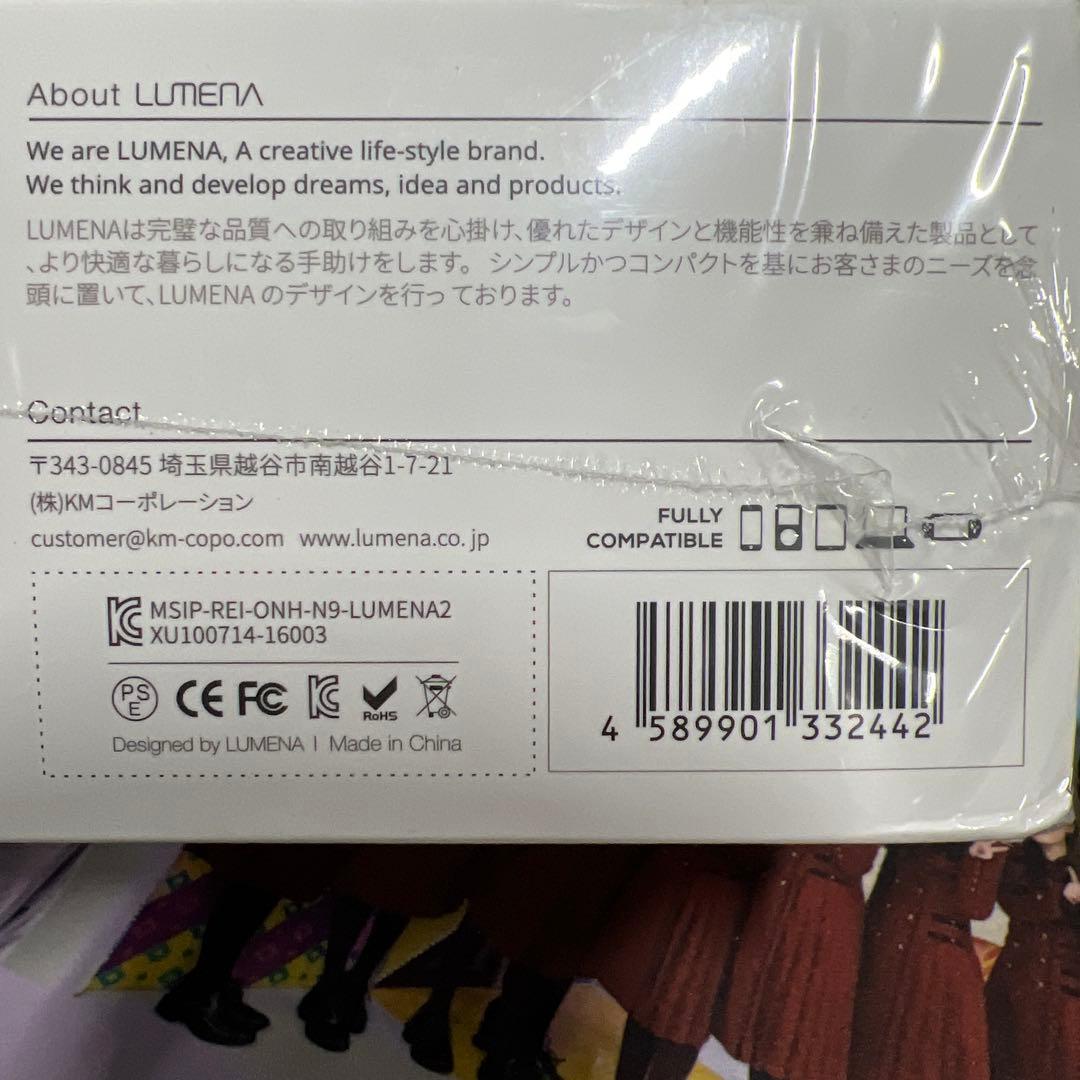 About LUMENA
We are LUMENA, A creative life-style brand.
We think and develop dreams, idea and products.
LUMENAは完璧な品質への取り組みを心掛け、優れたデザインと機能性を兼ね備えた製品として
、より快適な暮らしになる手助けをします。 シンプルかつコンパクトを基にお客さまのニーズを念
頭に置いて、LUMENA のデザインを行っ ております。
Contact
〒343-0845 埼玉県越谷市南越谷1-7-21
(株)KMコーポレーション
customer@km-copo.com www.lumena.co. jp
FULLY
COMPATIBLE
MSIP-REI-ONH-N9-LUMENA2
XU100714-16003
PS
E
CE FC
RoHS
Designed by LUMENA | Made in China
4 589901 332442